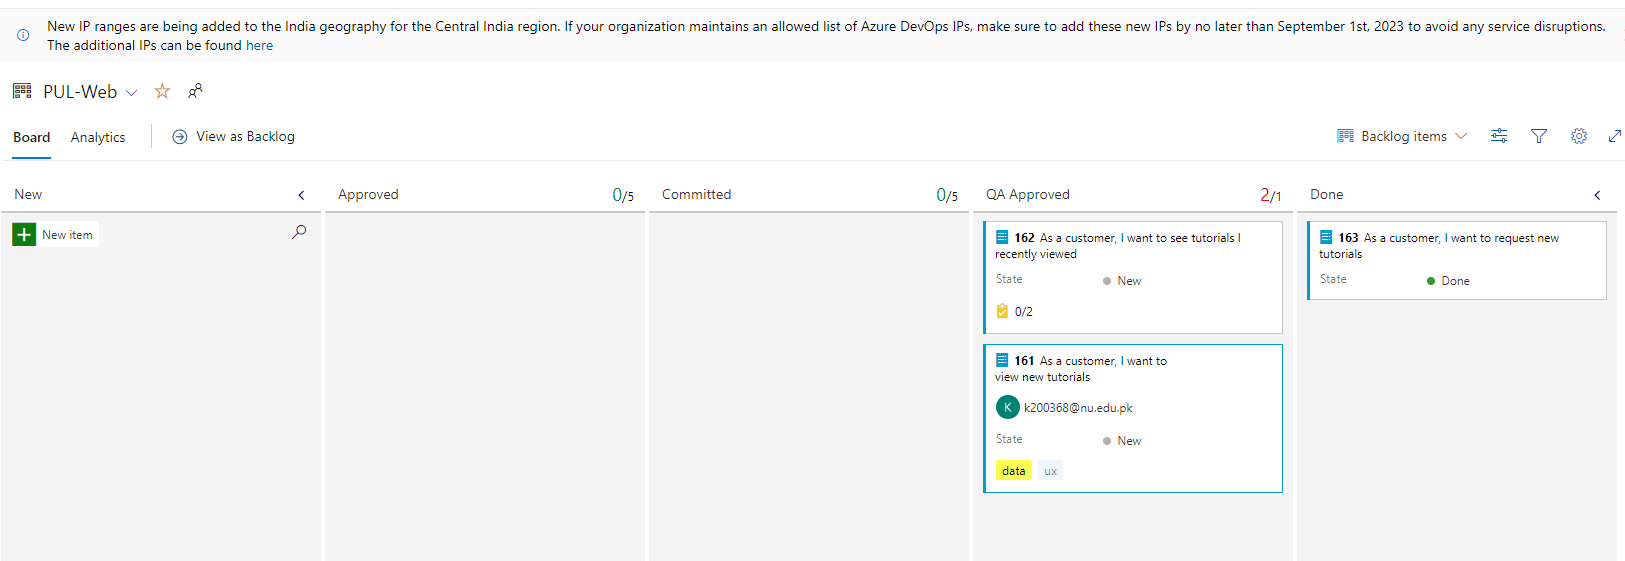 New IP ranges are being added to the India geography for the Central India region. If your organization maintains an allowed list of Azure DevOps IPs, make sure to add these new IPs by no later than September 1st, 2023 to avoid any service disruptions.
The additional IPs can be found here
PUL-Web
Board Analytics View as Backlog Backlog items
New
New item
Approved 0/5
Committed 0/5
QA Approved 2/1
162 As a customer, I want to see tutorials I
recently viewed
State New
0/2
161 As a customer, I want to
view new tutorials
K k200368@nu.edu.pk
State New
data ux
Done
163 As a customer, I want to request new
tutorials
State Done